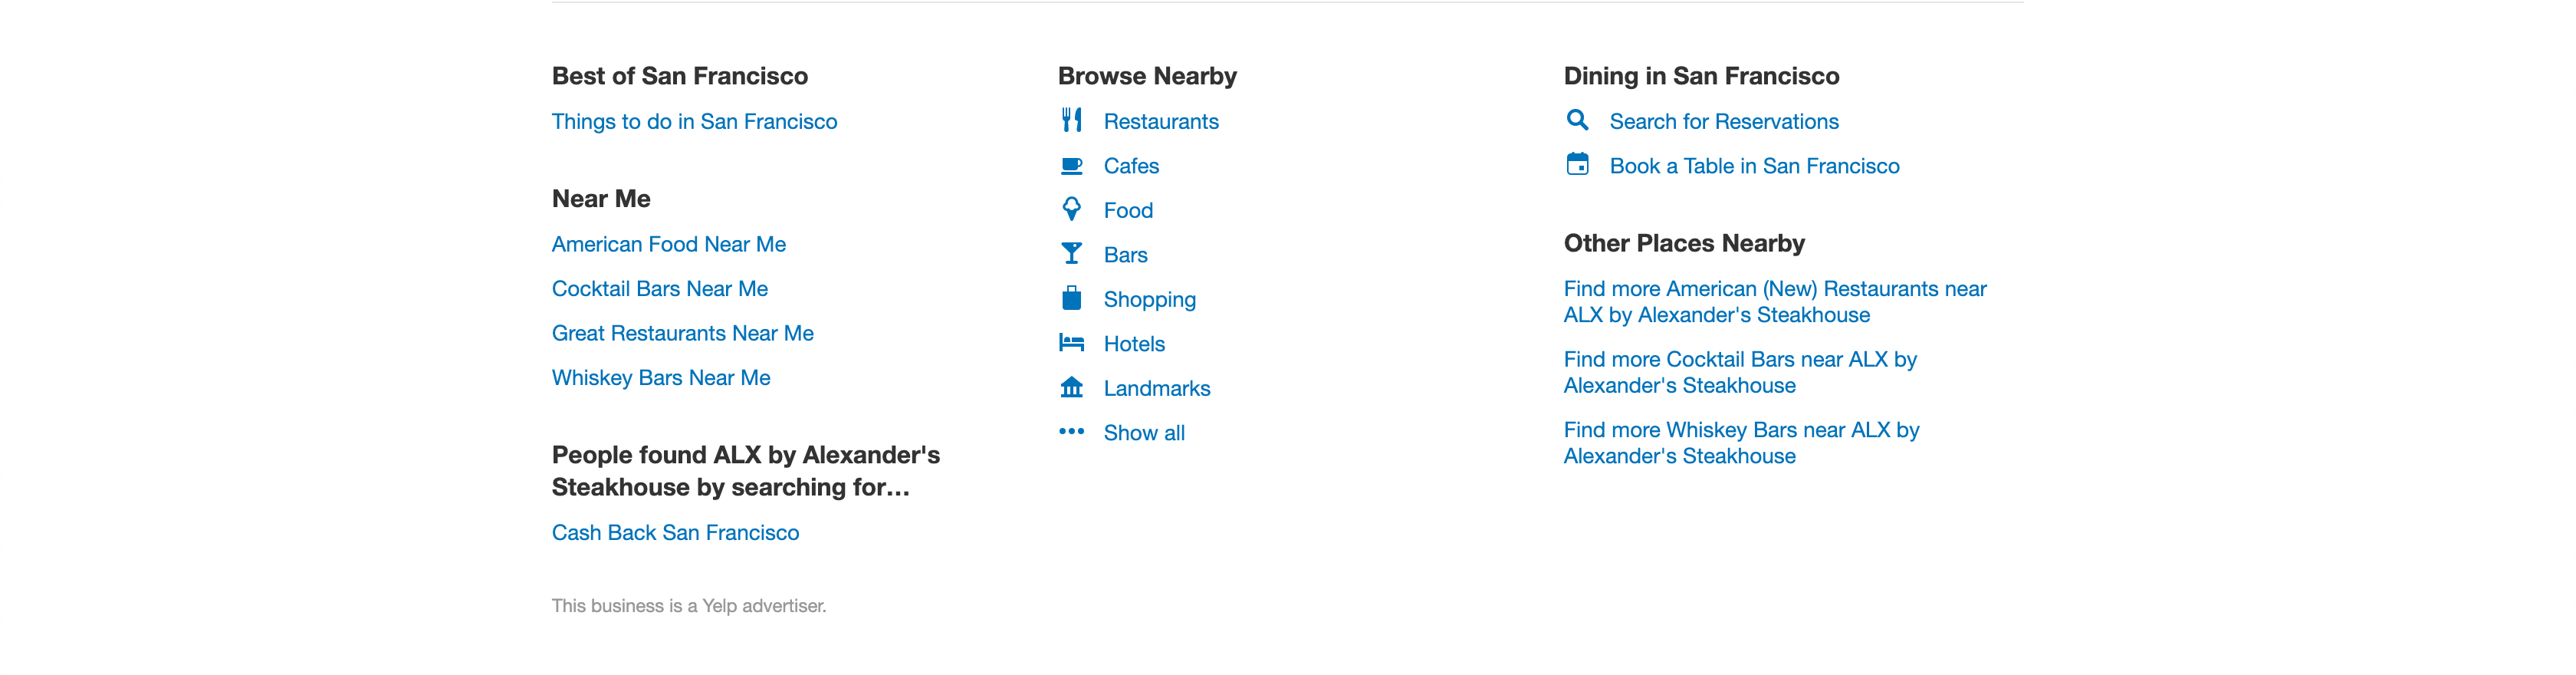 Best of San Francisco
Things to do in San Francisco
Near Me
American Food Near Me
Cocktail Bars Near Me
Great Restaurants Near Me
Whiskey Bars Near Me
People found ALX by Alexander's
Steakhouse by searching for…
Cash Back San Francisco
This business is a Yelp advertiser.
Browse Nearby
Restaurants
Cafes
Food
Bars
Shopping
Hotels
Landmarks
Show all
Dining in San Francisco
Search for Reservations
Book a Table in San Francisco
Other Places Nearby
Find more American (New) Restaurants near
ALX by Alexander's Steakhouse
Find more Cocktail Bars near ALX by
Alexander's Steakhouse
Find more Whiskey Bars near ALX by
Alexander's Steakhouse